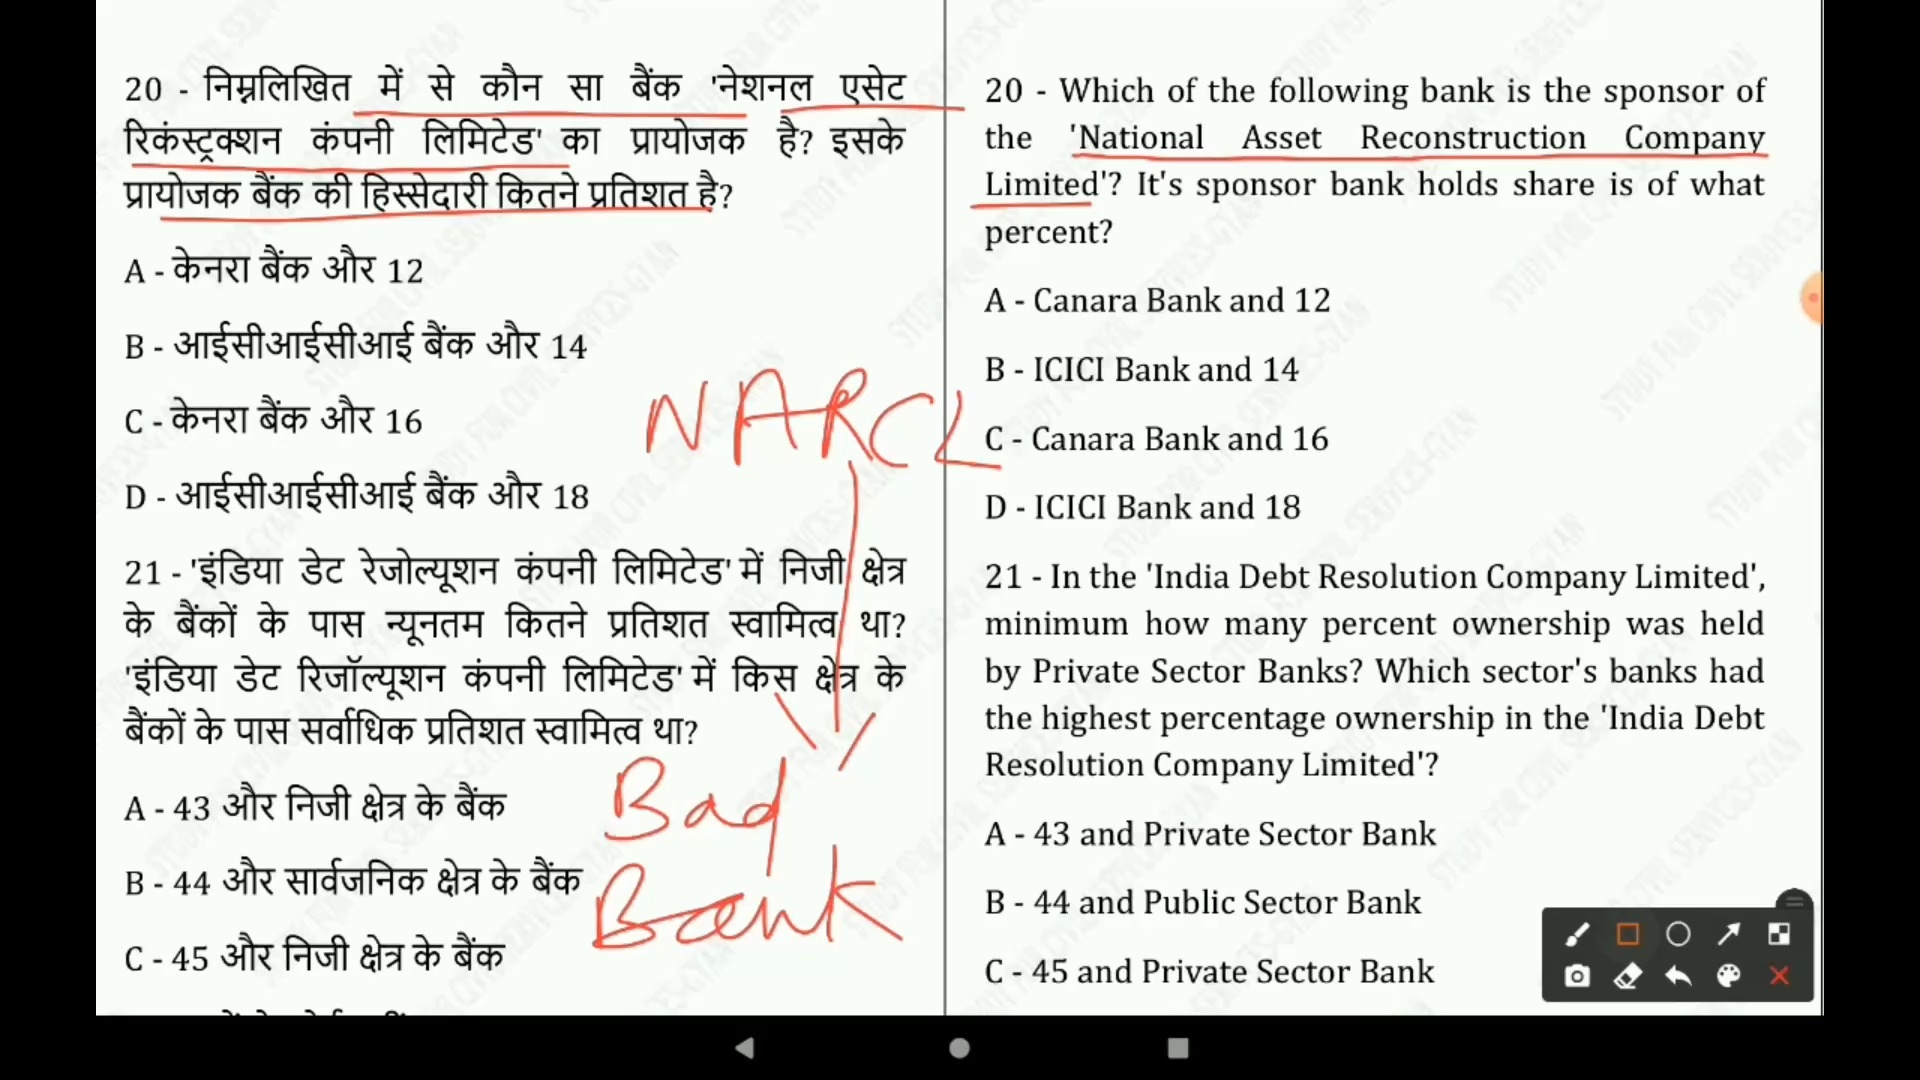 20 - निम्नलिखित में से कौन सा बैंक 'नेशनल एसेट
रिकंस्ट्रक्शन कंपनी लिमिटेड' का प्रायोजक है? इसके
प्रायोजक बैंक की हिस्सेदारी कितने प्रतिशत है?
A - केनरा बैंक और 12
B - आईसीआईसीआई बैंक और 14
C - केनरा बैंक और 16
D - आईसीआईसीआई बैंक और 18
21 - 'इंडिया डेट रेजोल्यूशन कंपनी लिमिटेड' में निजी क्षेत्र
के बैंकों के पास न्यूनतम कितने प्रतिशत स्वामित्व था?
'इंडिया डेट रिजॉल्यूशन कंपनी लिमिटेड' में किस क्षेत्र के
बैंकों के पास सर्वाधिक प्रतिशत स्वामित्व था?
A - 43 और निजी क्षेत्र के बैंक
B - 44 और सार्वजनिक क्षेत्र के बैंक
C - 45 और निजी क्षेत्र के बैंक
NARCL
Bad
Bank
20 - Which of the following bank is the sponsor of
the 'National Asset Reconstruction Company
Limited'? It's sponsor bank holds share is of what
percent?
A - Canara Bank and 12
B - ICICI Bank and 14
C - Canara Bank and 16
D - ICICI Bank and 18
21 - In the 'India Debt Resolution Company Limited',
minimum how many percent ownership was held
by Private Sector Banks? Which sector's banks had
the highest percentage ownership in the 'India Debt
Resolution Company Limited'?
A - 43 and Private Sector Bank
B - 44 and Public Sector Bank
C - 45 and Private Sector Bank
STUDY FOR CIVIL SERVICES-GYAN